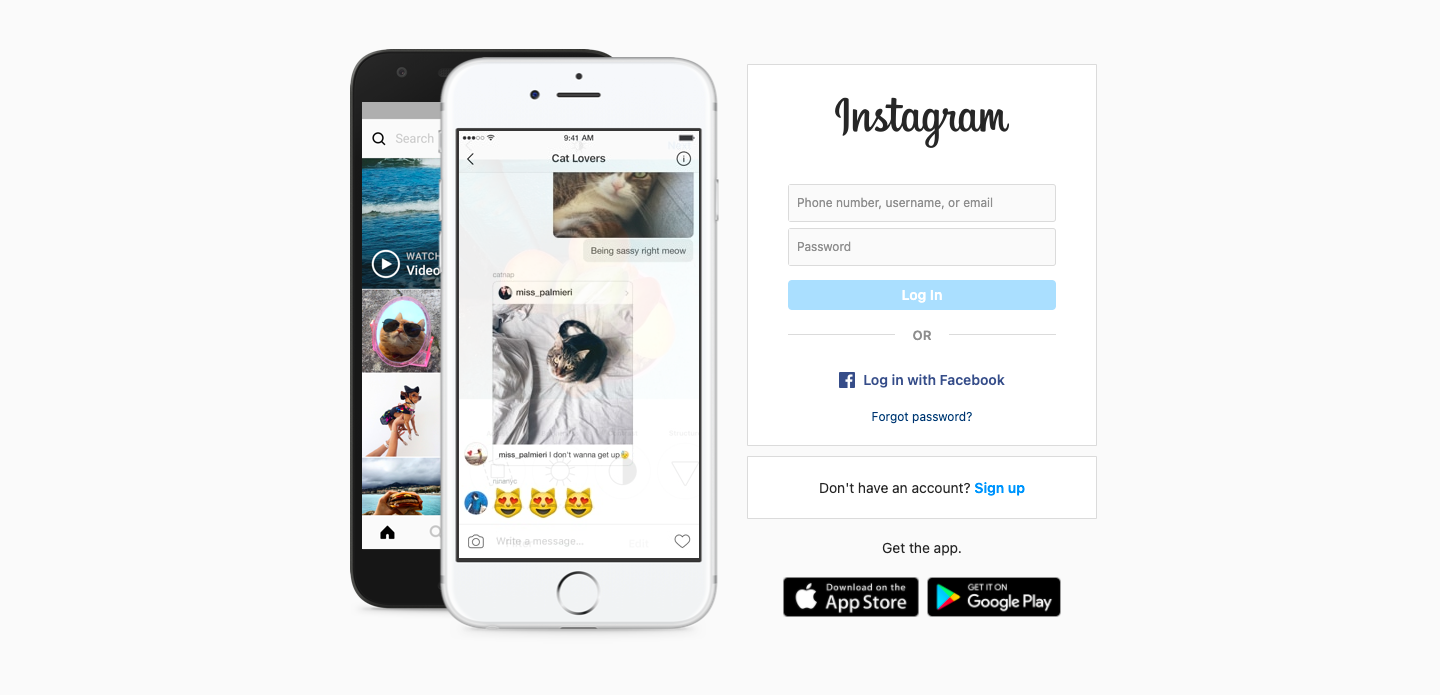 Search
WATCH
Video
9:41 AM
Cat Lovers
Being sassy right meow
catnap
miss_palmieri
miss_palmieri I don't wanna get up😉
runanyc
😻😻😻
Write a message...
Instagram
Phone number, username, or email
Password
Log In
OR
Log in with Facebook
Forgot password?
Don't have an account? Sign up
Get the app.
Download on the
App Store
GET IT ON
Google Play